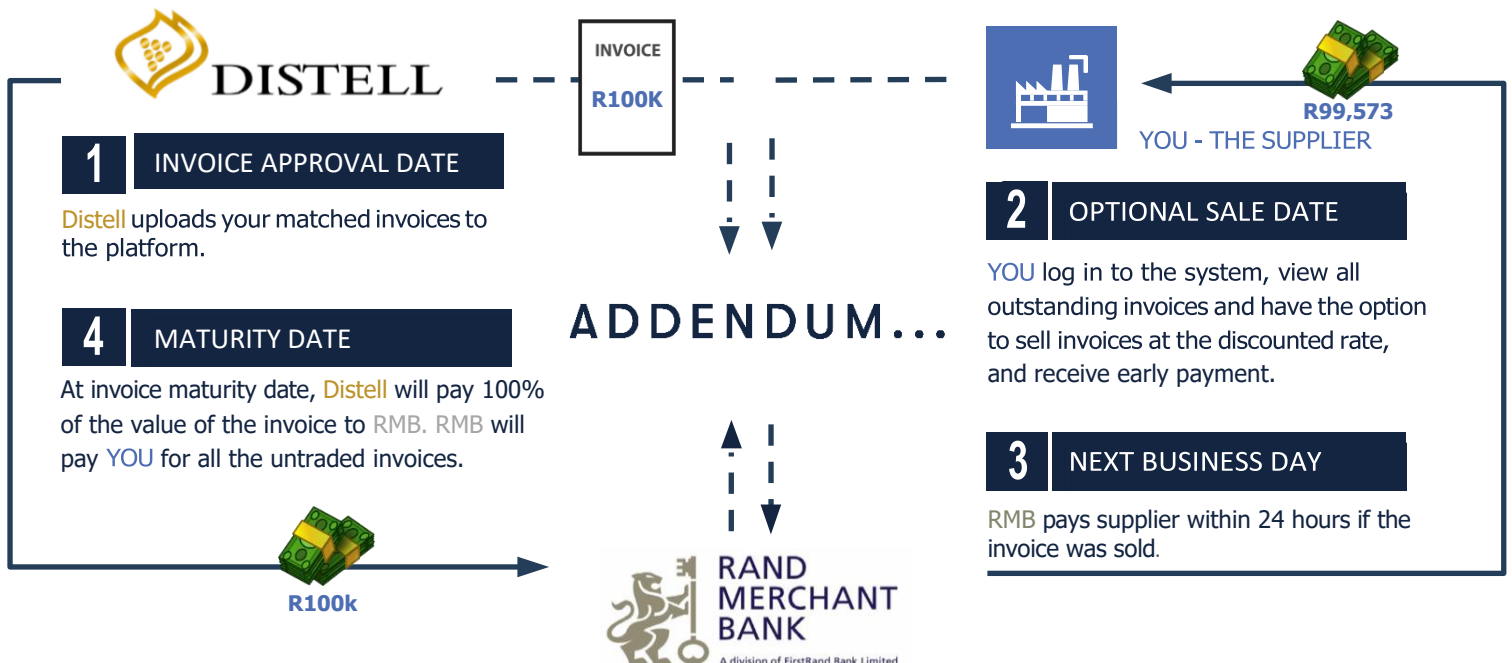 DISTELL
INVOICE
R100K
R99,573
YOU - THE SUPPLIER
1 INVOICE APPROVAL DATE
Distell uploads your matched invoices to
the platform.
2 OPTIONAL SALE DATE
YOU log in to the system, view all
outstanding invoices and have the option
to sell invoices at the discounted rate,
and receive early payment.
ADDENDUM...
4 MATURITY DATE
At invoice maturity date, Distell will pay 100%
of the value of the invoice to RMB. RMB will
pay YOU for all the untraded invoices.
3 NEXT BUSINESS DAY
RMB pays supplier within 24 hours if the
invoice was sold.
R100k
RAND
MERCHANT
BANK
A division of FirstRand Bank Limited